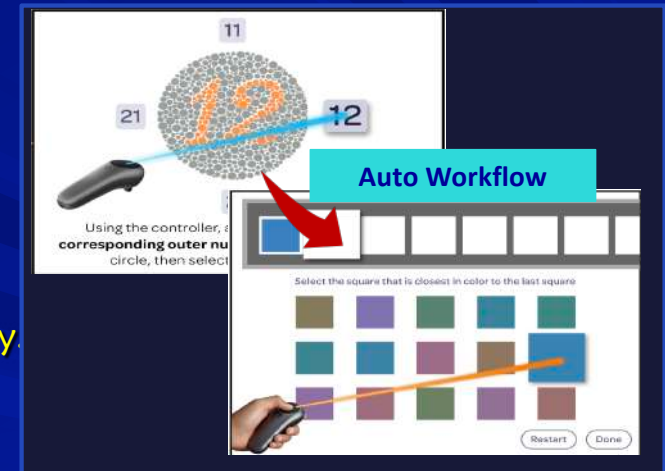 11
21
12
12
Using the controller, a
corresponding outer nu
circle, then select
Auto Workflow
Select the square that is closest in color to the last square
Restart
Done
y.